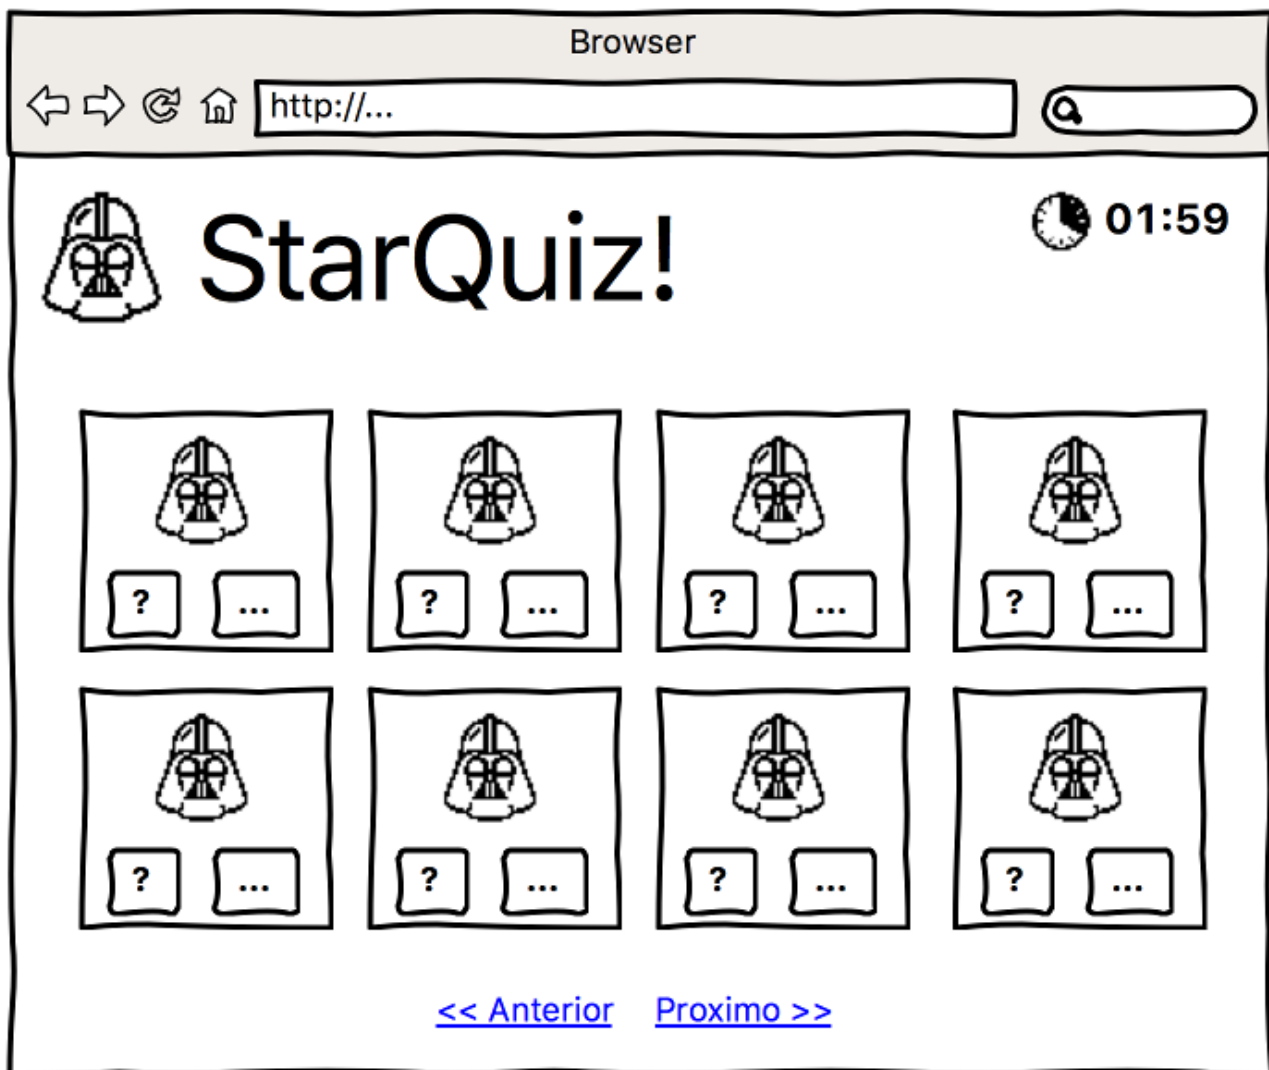 Browser
http://...
StarQuiz!
01:59
? ... ? ... ? ... ? ...
? ... ? ... ? ... ? ...
<< Anterior Proximo >>